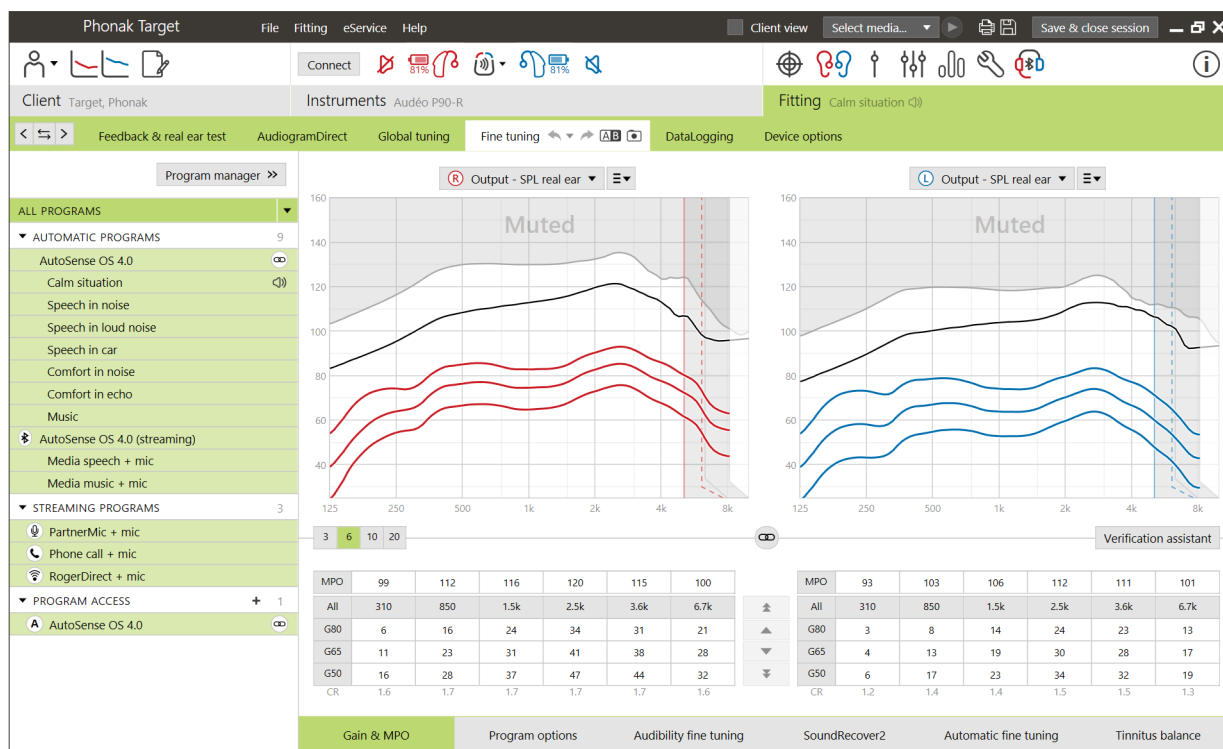 Phonak Target File Fitting eService Help Client view Select media... Save & close session
Connect 81% 81%
Client Target, Phonak Instruments Audéo P90-R Fitting Calm situation
Feedback & real ear test AudiogramDirect Global tuning Fine tuning AB DataLogging Device options
Program manager >>
ALL PROGRAMS
AUTOMATIC PROGRAMS 9
AutoSense OS 4.0
Calm situation
Speech in noise
Speech in loud noise
Speech in car
Comfort in noise
Comfort in echo
Music
AutoSense OS 4.0 (streaming)
Media speech + mic
Media music + mic
STREAMING PROGRAMS 3
PartnerMic + mic
Phone call + mic
RogerDirect + mic
PROGRAM ACCESS + 1
A AutoSense OS 4.0
R Output - SPL real ear
Muted
160
140
120
100
80
60
40
125 250 500 1k 2k 4k 8k
L Output - SPL real ear
Muted
160
140
120
100
80
60
40
125 250 500 1k 2k 4k 8k
3 6 10 20 Verification assistant
MPO 99 112 116 120 115 100
All 310 850 1.5k 2.5k 3.6k 6.7k
G80 6 16 24 34 31 21
G65 11 23 31 41 38 28
G50 16 28 37 47 44 32
CR 1.6 1.7 1.7 1.7 1.7 1.6
MPO 93 103 106 112 111 101
All 310 850 1.5k 2.5k 3.6k 6.7k
G80 3 8 14 24 23 13
G65 4 13 19 30 28 17
G50 6 17 23 34 32 19
CR 1.2 1.4 1.4 1.5 1.5 1.3
Gain & MPO Program options Audibility fine tuning SoundRecover2 Automatic fine tuning Tinnitus balance